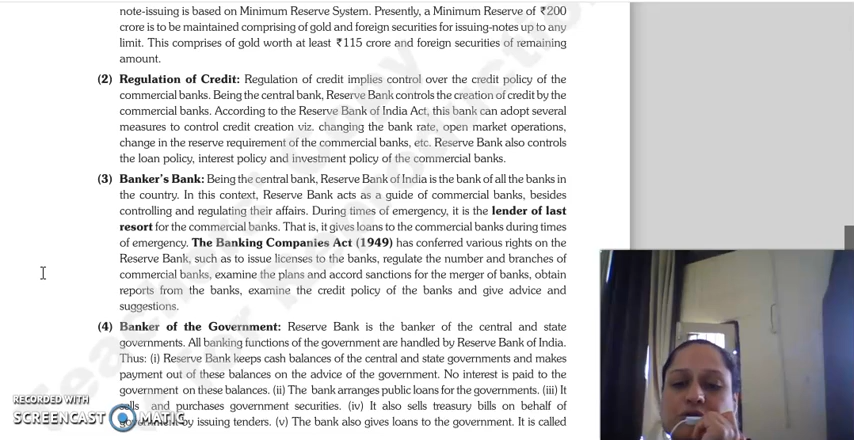 note-issuing is based on Minimum Reserve System. Presently, a Minimum Reserve of ₹200
crore is to be maintained comprising of gold and foreign securities for issuing-notes up to any
limit. This comprises of gold worth at least ₹115 crore and foreign securities of remaining
amount.
(2) Regulation of Credit: Regulation of credit implies control over the credit policy of the
commercial banks. Being the central bank, Reserve Bank controls the creation of credit by the
commercial banks. According to the Reserve Bank of India Act, this bank can adopt several
measures to control credit creation viz. changing the bank rate, open market operations,
change in the reserve requirement of the commercial banks, etc. Reserve Bank also controls
the loan policy, interest policy and investment policy of the commercial banks.
(3) Banker's Bank: Being the central bank, Reserve Bank of India is the bank of all the banks in
the country. In this context, Reserve Bank acts as a guide of commercial banks, besides
controlling and regulating their affairs. During times of emergency, it is the lender of last
resort for the commercial banks. That is, it gives loans to the commercial banks during times
of emergency. The Banking Companies Act (1949) has conferred various rights on the
Reserve Bank, such as to issue licenses to the banks, regulate the number and branches of
commercial banks, examine the plans and accord sanctions for the merger of banks, obtain
reports from the banks, examine the credit policy of the banks and give advice and
suggestions.
(4) Banker of the Government: Reserve Bank is the banker of the central and state
governments. All banking functions of the government are handled by Reserve Bank of India.
Thus: (i) Reserve Bank keeps cash balances of the central and state governments and makes
payment out of these balances on the advice of the government. No interest is paid to the
government on these balances. (ii) The bank arranges public loans for the governments. (iii) It
sells and purchases government securities. (iv) It also sells treasury bills on behalf of
government by issuing tenders. (v) The bank also gives loans to the government. It is called
RECORDED WITH
SCREENCAST MATIC